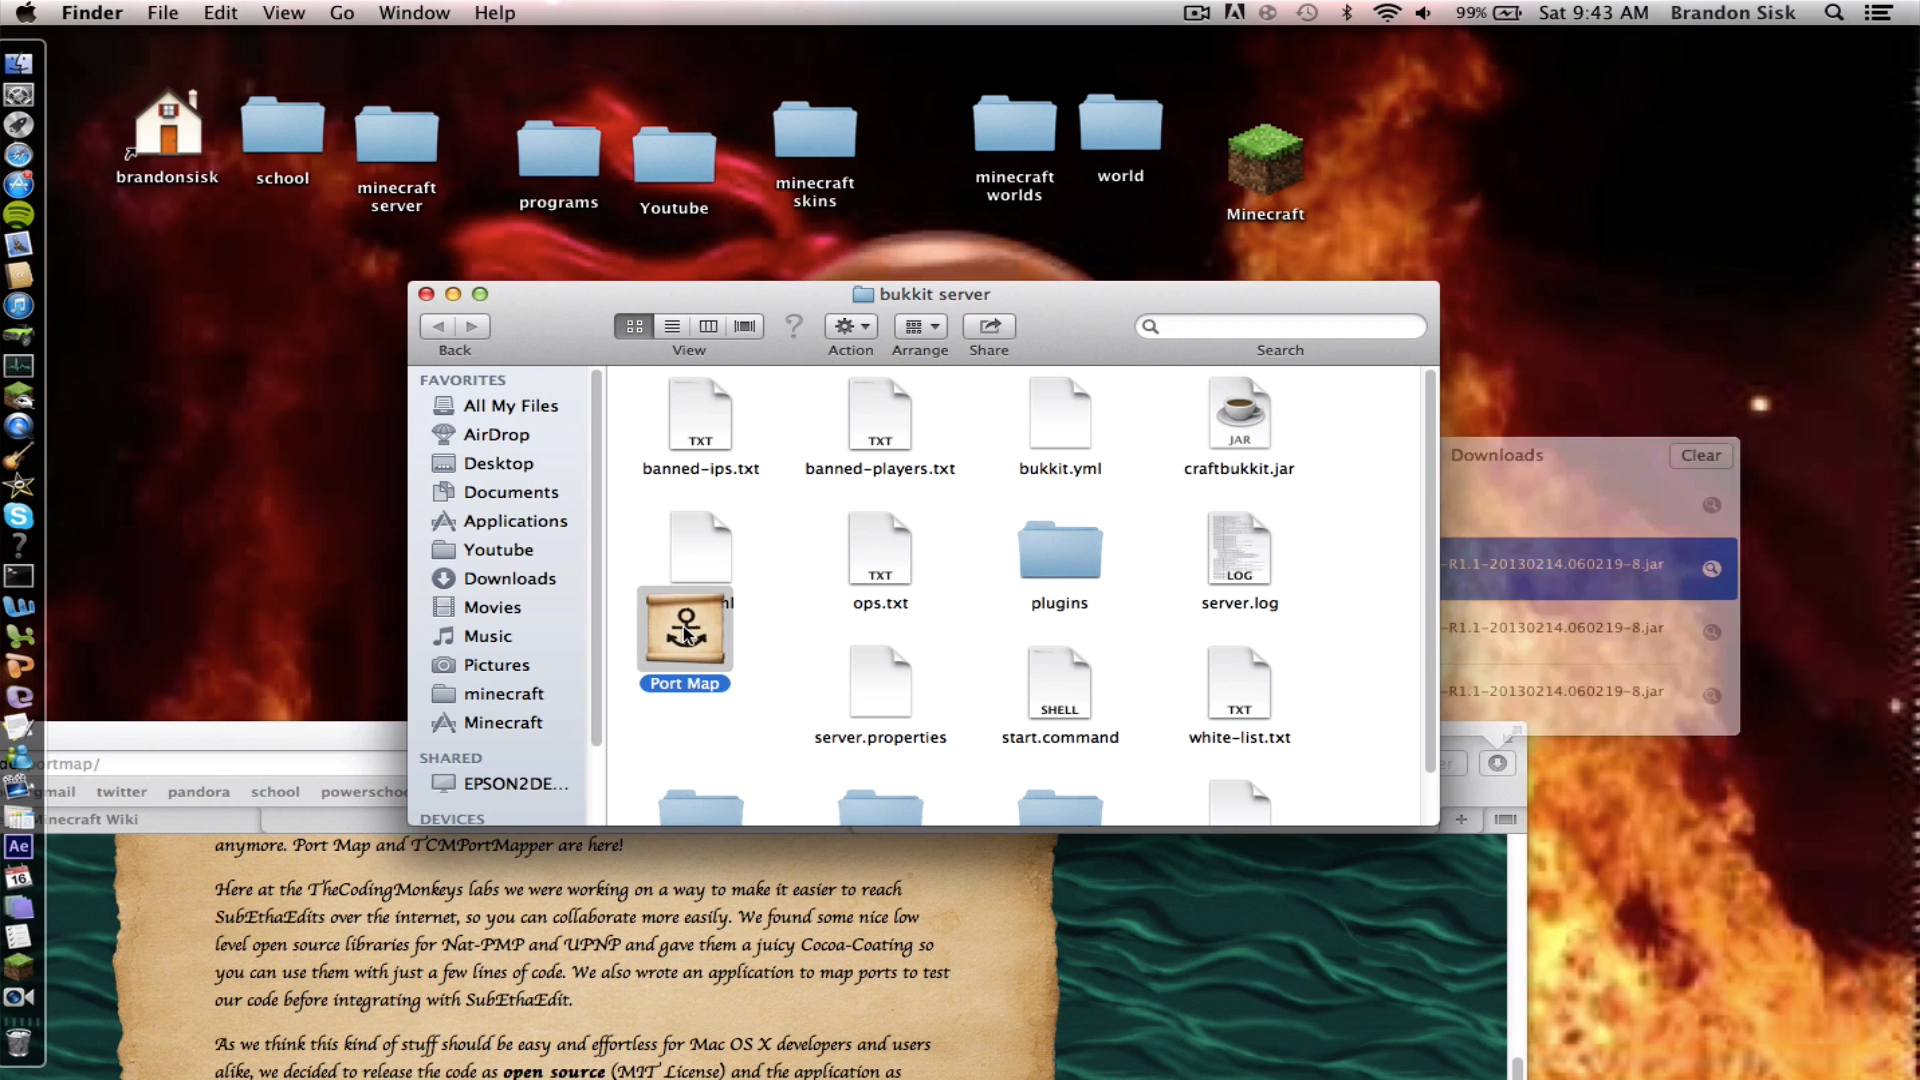 Finder File Edit View Go Window Help
99% Sat 9:43 AM Brandon Sisk
brandonsisk
school
minecraft
server
programs
Youtube
minecraft
skins
minecraft
worlds
world
Minecraft
bukkit server
Back
View
Action
Arrange
Share
Search
FAVORITES
All My Files
AirDrop
Desktop
Documents
Applications
Youtube
Downloads
Movies
Music
Pictures
minecraft
Minecraft
SHARED
EPSON2DE...
DEVICES
TXT
banned-ips.txt
TXT
banned-players.txt
bukkit.yml
JAR
craftbukkit.jar
TXT
ops.txt
plugins
LOG
server.log
Port Map
server.properties
SHELL
start.command
TXT
white-list.txt
Downloads
Clear
-R1.1-20130214.060219-8.jar
-R1.1-20130214.060219-8.jar
-R1.1-20130214.060219-8.jar
ortmap/
gmail twitter pandora school powerschoo
Minecraft Wiki
Ae
16
anymore. Port Map and TCMPortMapper are here!
Here at the TheCodingMonkeys labs we were working on a way to make it easier to reach
SubEthaEdits over the internet, so you can collaborate more easily. We found some nice low
level open source libraries for Nat-PMP and UPNP and gave them a juicy Cocoa-Coating so
you can use them with just a few lines of code. We also wrote an application to map ports to test
our code before integrating with SubEthaEdit.
As we think this kind of stuff should be easy and effortless for Mac OS X developers and users
alike, we decided to release the code as open source (MIT License) and the application as